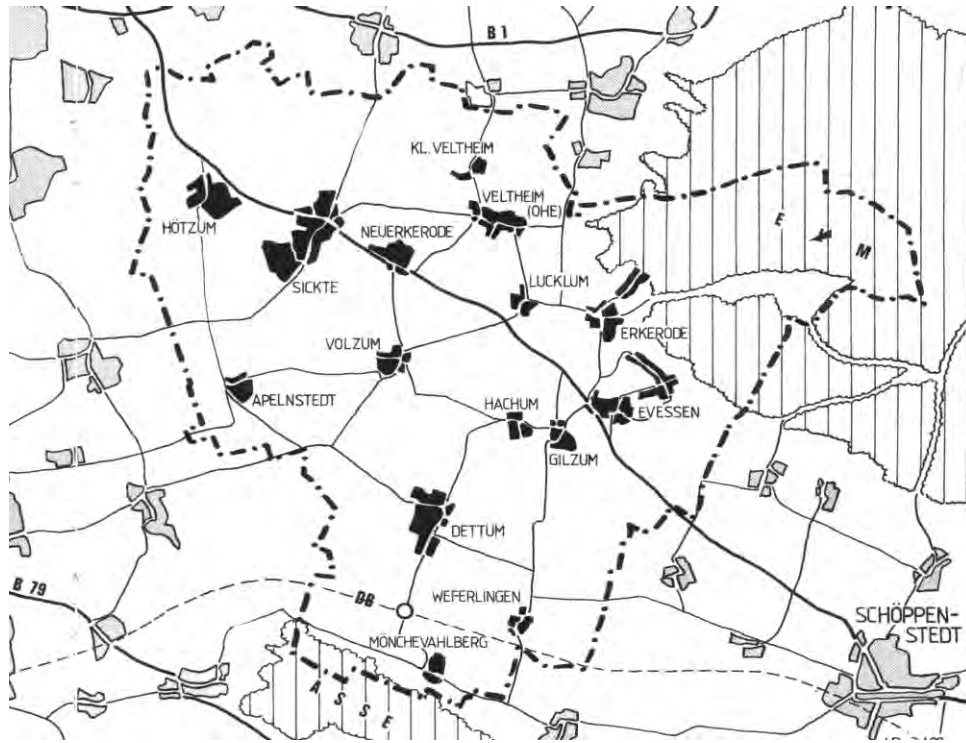 B 1
KL. VELTHEIM
VELTHEIM
(OHE)
HÖTZUM
NEUERKERODE
SICKTE
E L M
LUCKLUM
ERKERODE
VOLZUM
APELNSTEDT
HACHUM
EVESSEN
GILZUM
DETTUM
B 79
DB
WEFERLINGEN
SCHÖPPEN-
STEDT
MÖNCHEVAHLBERG
ASSE